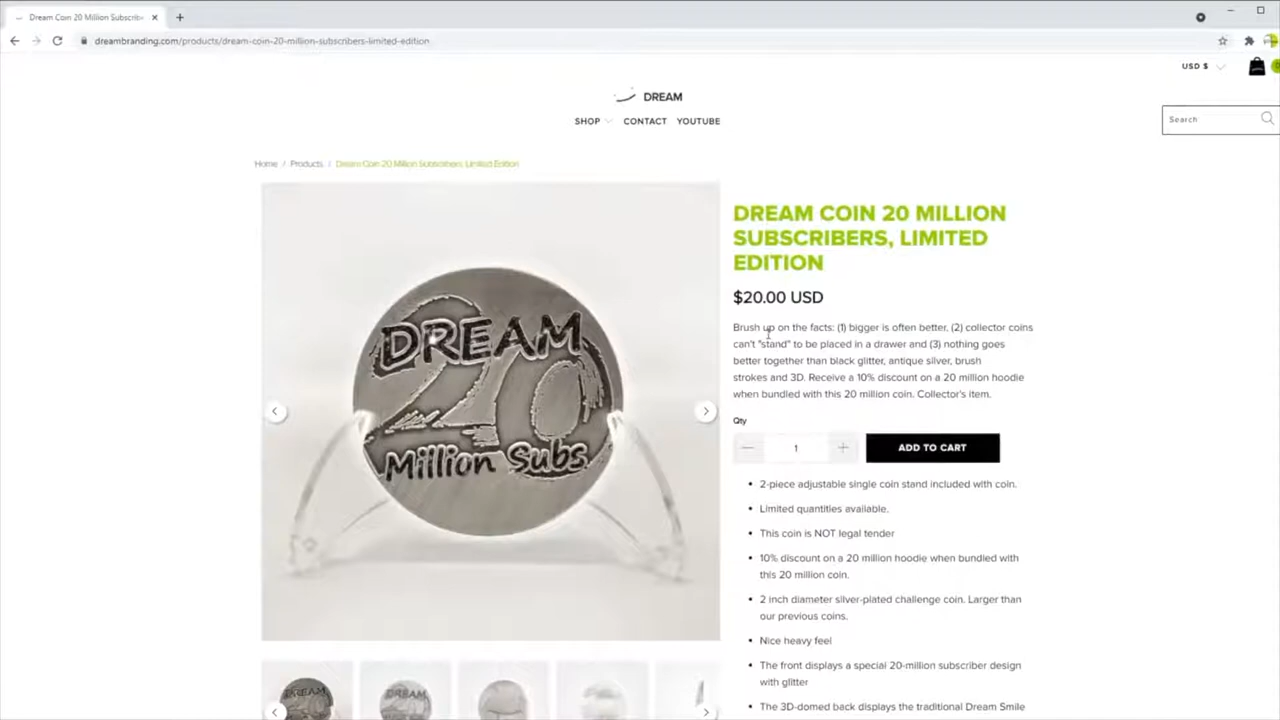 Dream Coin 20 Million Subscrib
dreambranding.com/products/dream-coin-20-million-subscribers-limited-edition
USD $
DREAM
SHOP CONTACT YOUTUBE
Search
Home / Products / Dream Coin 20 Million Subscribers, Limited Edition
DREAM
20
Million Subs
DREAM COIN 20 MILLION
SUBSCRIBERS, LIMITED
EDITION
$20.00 USD
Brush up on the facts: (1) bigger is often better, (2) collector coins
can't "stand" to be placed in a drawer and (3) nothing goes
better together than black glitter, antique silver, brush
strokes and 3D. Receive a 10% discount on a 20 million hoodie
when bundled with this 20 million coin. Collector's item.
Qty
1
ADD TO CART
• 2-piece adjustable single coin stand included with coin.
• Limited quantities available.
• This coin is NOT legal tender
• 10% discount on a 20 million hoodie when bundled with
this 20 million coin.
• 2 inch diameter silver-plated challenge coin. Larger than
our previous coins.
• Nice heavy feel
• The front displays a special 20-million subscriber design
with glitter
• The 3D-domed back displays the traditional Dream Smile
DREAM
DREAM